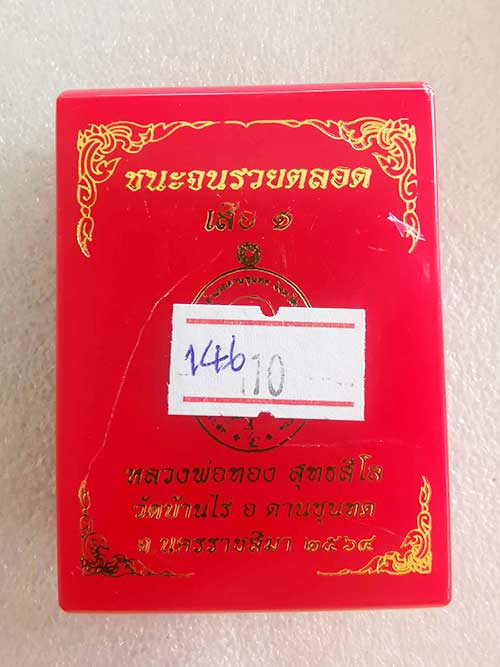 ชนะจนรวยตลอด
เสือ ๑
146 10
หลวงพ่อทอง สุทธสีโล
วัดบ้านไร่ อ ด่านขุนทด
จ นครราชสีมา ๒๕๖๔